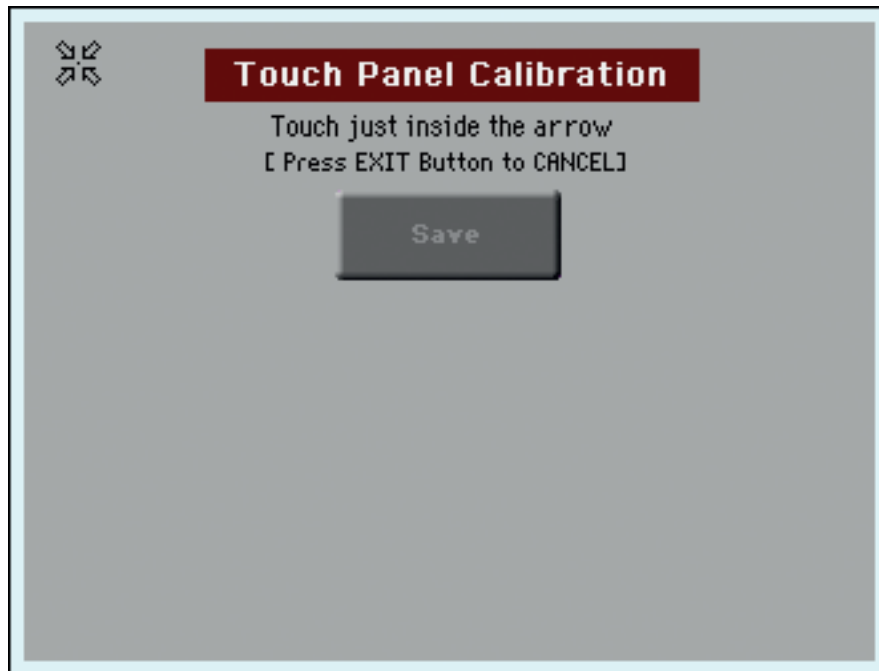 Touch Panel Calibration
Touch just inside the arrow
[ Press EXIT Button to CANCEL]
Save